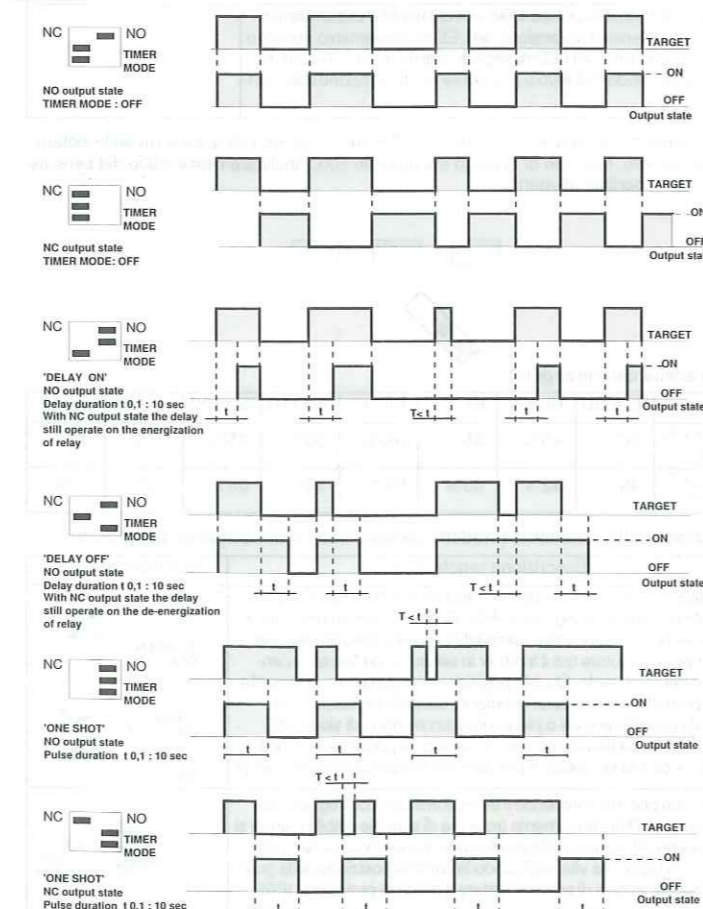 NC NO
TIMER
MODE
NO output state
TIMER MODE : OFF
TARGET
ON
OFF
Output state
NC NO
TIMER
MODE
NC output state
TIMER MODE: OFF
TARGET
ON
OFF
Output stat
NC NO
TIMER
MODE
'DELAY ON'
NO output state
Delay duration t 0,1 : 10 sec
With NC output state the delay
still operate on the energization
of relay
TARGET
ON
OFF
Output state
t t T<t t t
NC NO
TIMER
MODE
'DELAY OFF'
NO output state
Delay duration t 0,1 : 10 sec
With NC output state the delay
still operate on the de-energization
of relay
TARGET
ON
OFF
Output state
t t T<t t
T<t
NC NO
TIMER
MODE
'ONE SHOT'
NO output state
Pulse duration t 0,1 : 10 sec
TARGET
ON
OFF
Output state
t t t t
T<t
NC NO
TIMER
MODE
'ONE SHOT'
NC output state
Pulse duration t 0,1 : 10 sec
TARGET
ON
OFF
Output state
t t t t